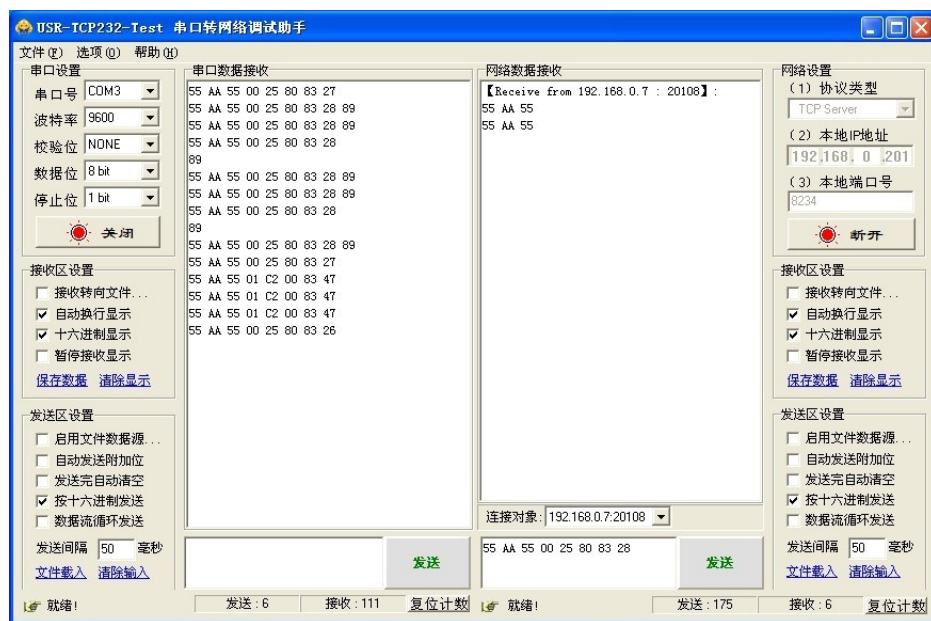 USR-TCP232-Test 串口转网络调试助手
文件(F) 选项(O) 帮助(H)
串口设置
串口号 COM3
波特率 9600
校验位 NONE
数据位 8 bit
停止位 1 bit
关闭
接收区设置
接收转向文件...
自动换行显示
十六进制显示
暂停接收显示
保存数据 清除显示
发送区设置
启用文件数据源...
自动发送附加位
发送完自动清空
按十六进制发送
数据流循环发送
发送间隔 50 毫秒
文件载入 清除输入
就绪!
串口数据接收
55 AA 55 00 25 80 83 27
55 AA 55 00 25 80 83 28 89
55 AA 55 00 25 80 83 28 89
55 AA 55 00 25 80 83 28
89
55 AA 55 00 25 80 83 28 89
55 AA 55 00 25 80 83 28 89
55 AA 55 00 25 80 83 28
89
55 AA 55 00 25 80 83 28 89
55 AA 55 00 25 80 83 27
55 AA 55 01 C2 00 83 47
55 AA 55 01 C2 00 83 47
55 AA 55 01 C2 00 83 47
55 AA 55 00 25 80 83 26
发送
发送 : 6 接收 : 111 复位计数
网络数据接收
【Receive from 192.168.0.7 : 20108】:
55 AA 55
55 AA 55
连接对象: 192.168.0.7:20108
55 AA 55 00 25 80 83 28
发送
就绪!
发送 : 175 接收 : 6 复位计数
网络设置
(1) 协议类型
TCP Server
(2) 本地IP地址
192.168. 0 .201
(3) 本地端口号
8234
断开
接收区设置
接收转向文件...
自动换行显示
十六进制显示
暂停接收显示
保存数据 清除显示
发送区设置
启用文件数据源...
自动发送附加位
发送完自动清空
按十六进制发送
数据流循环发送
发送间隔 50 毫秒
文件载入 清除输入